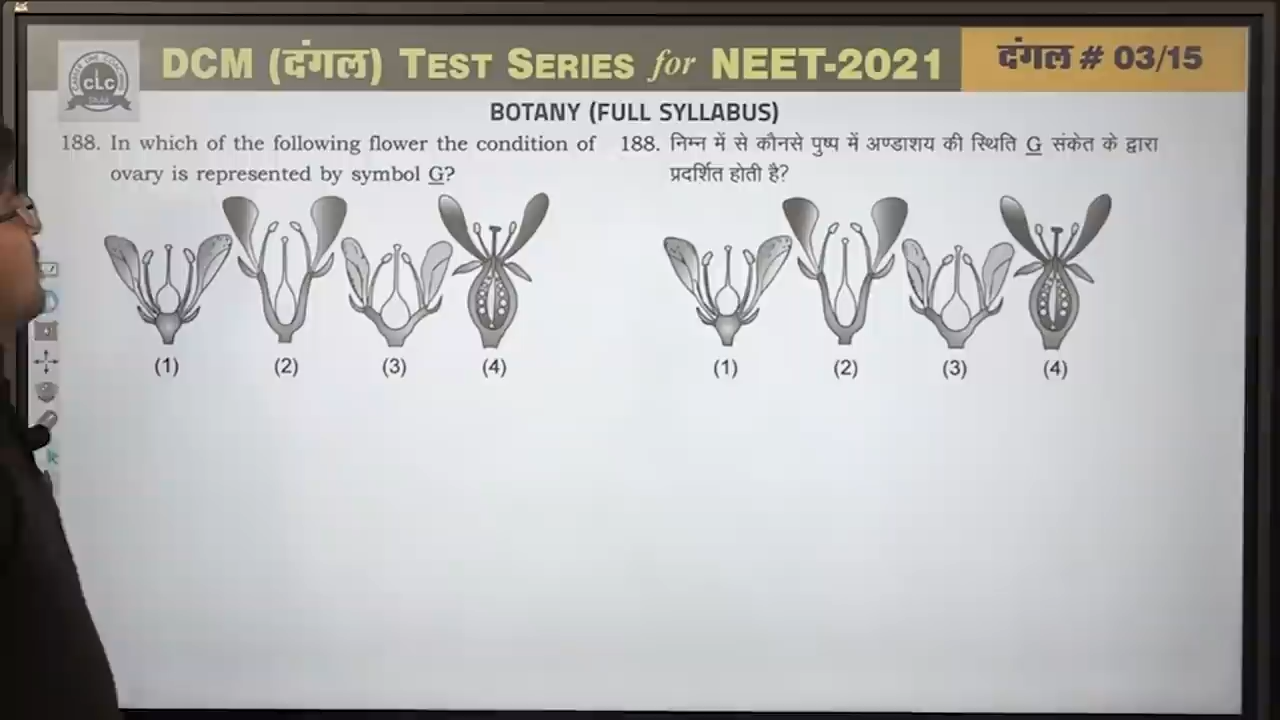 DCM (दंगल) TEST SERIES for NEET-2021
दंगल # 03/15
CLC
BOTANY (FULL SYLLABUS)
188. In which of the following flower the condition of
ovary is represented by symbol G?
(1) (2) (3) (4)
188. निम्न में से कौनसे पुष्प में अण्डाशय की स्थिति G संकेत के द्वारा
प्रदर्शित होती है?
(1) (2) (3) (4)